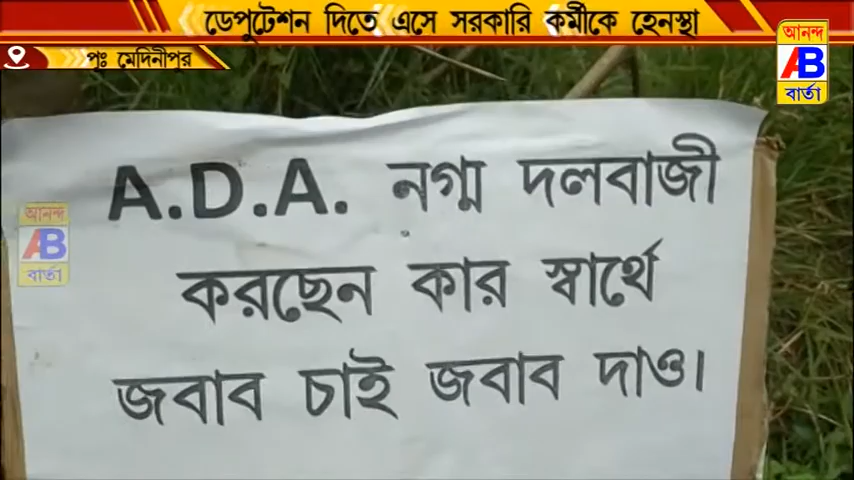 ডেপুটেশন দিতে এসে সরকারি কর্মীকে হেনস্থা
পূঃ মেদিনীপুর
আনন্দ
AB
বার্তা
A.D.A. নগ্ম দলবাজী
করছেন কার স্বার্থে
জবাব চাই জবাব দাও।
আনন্দ
AB
বার্তা